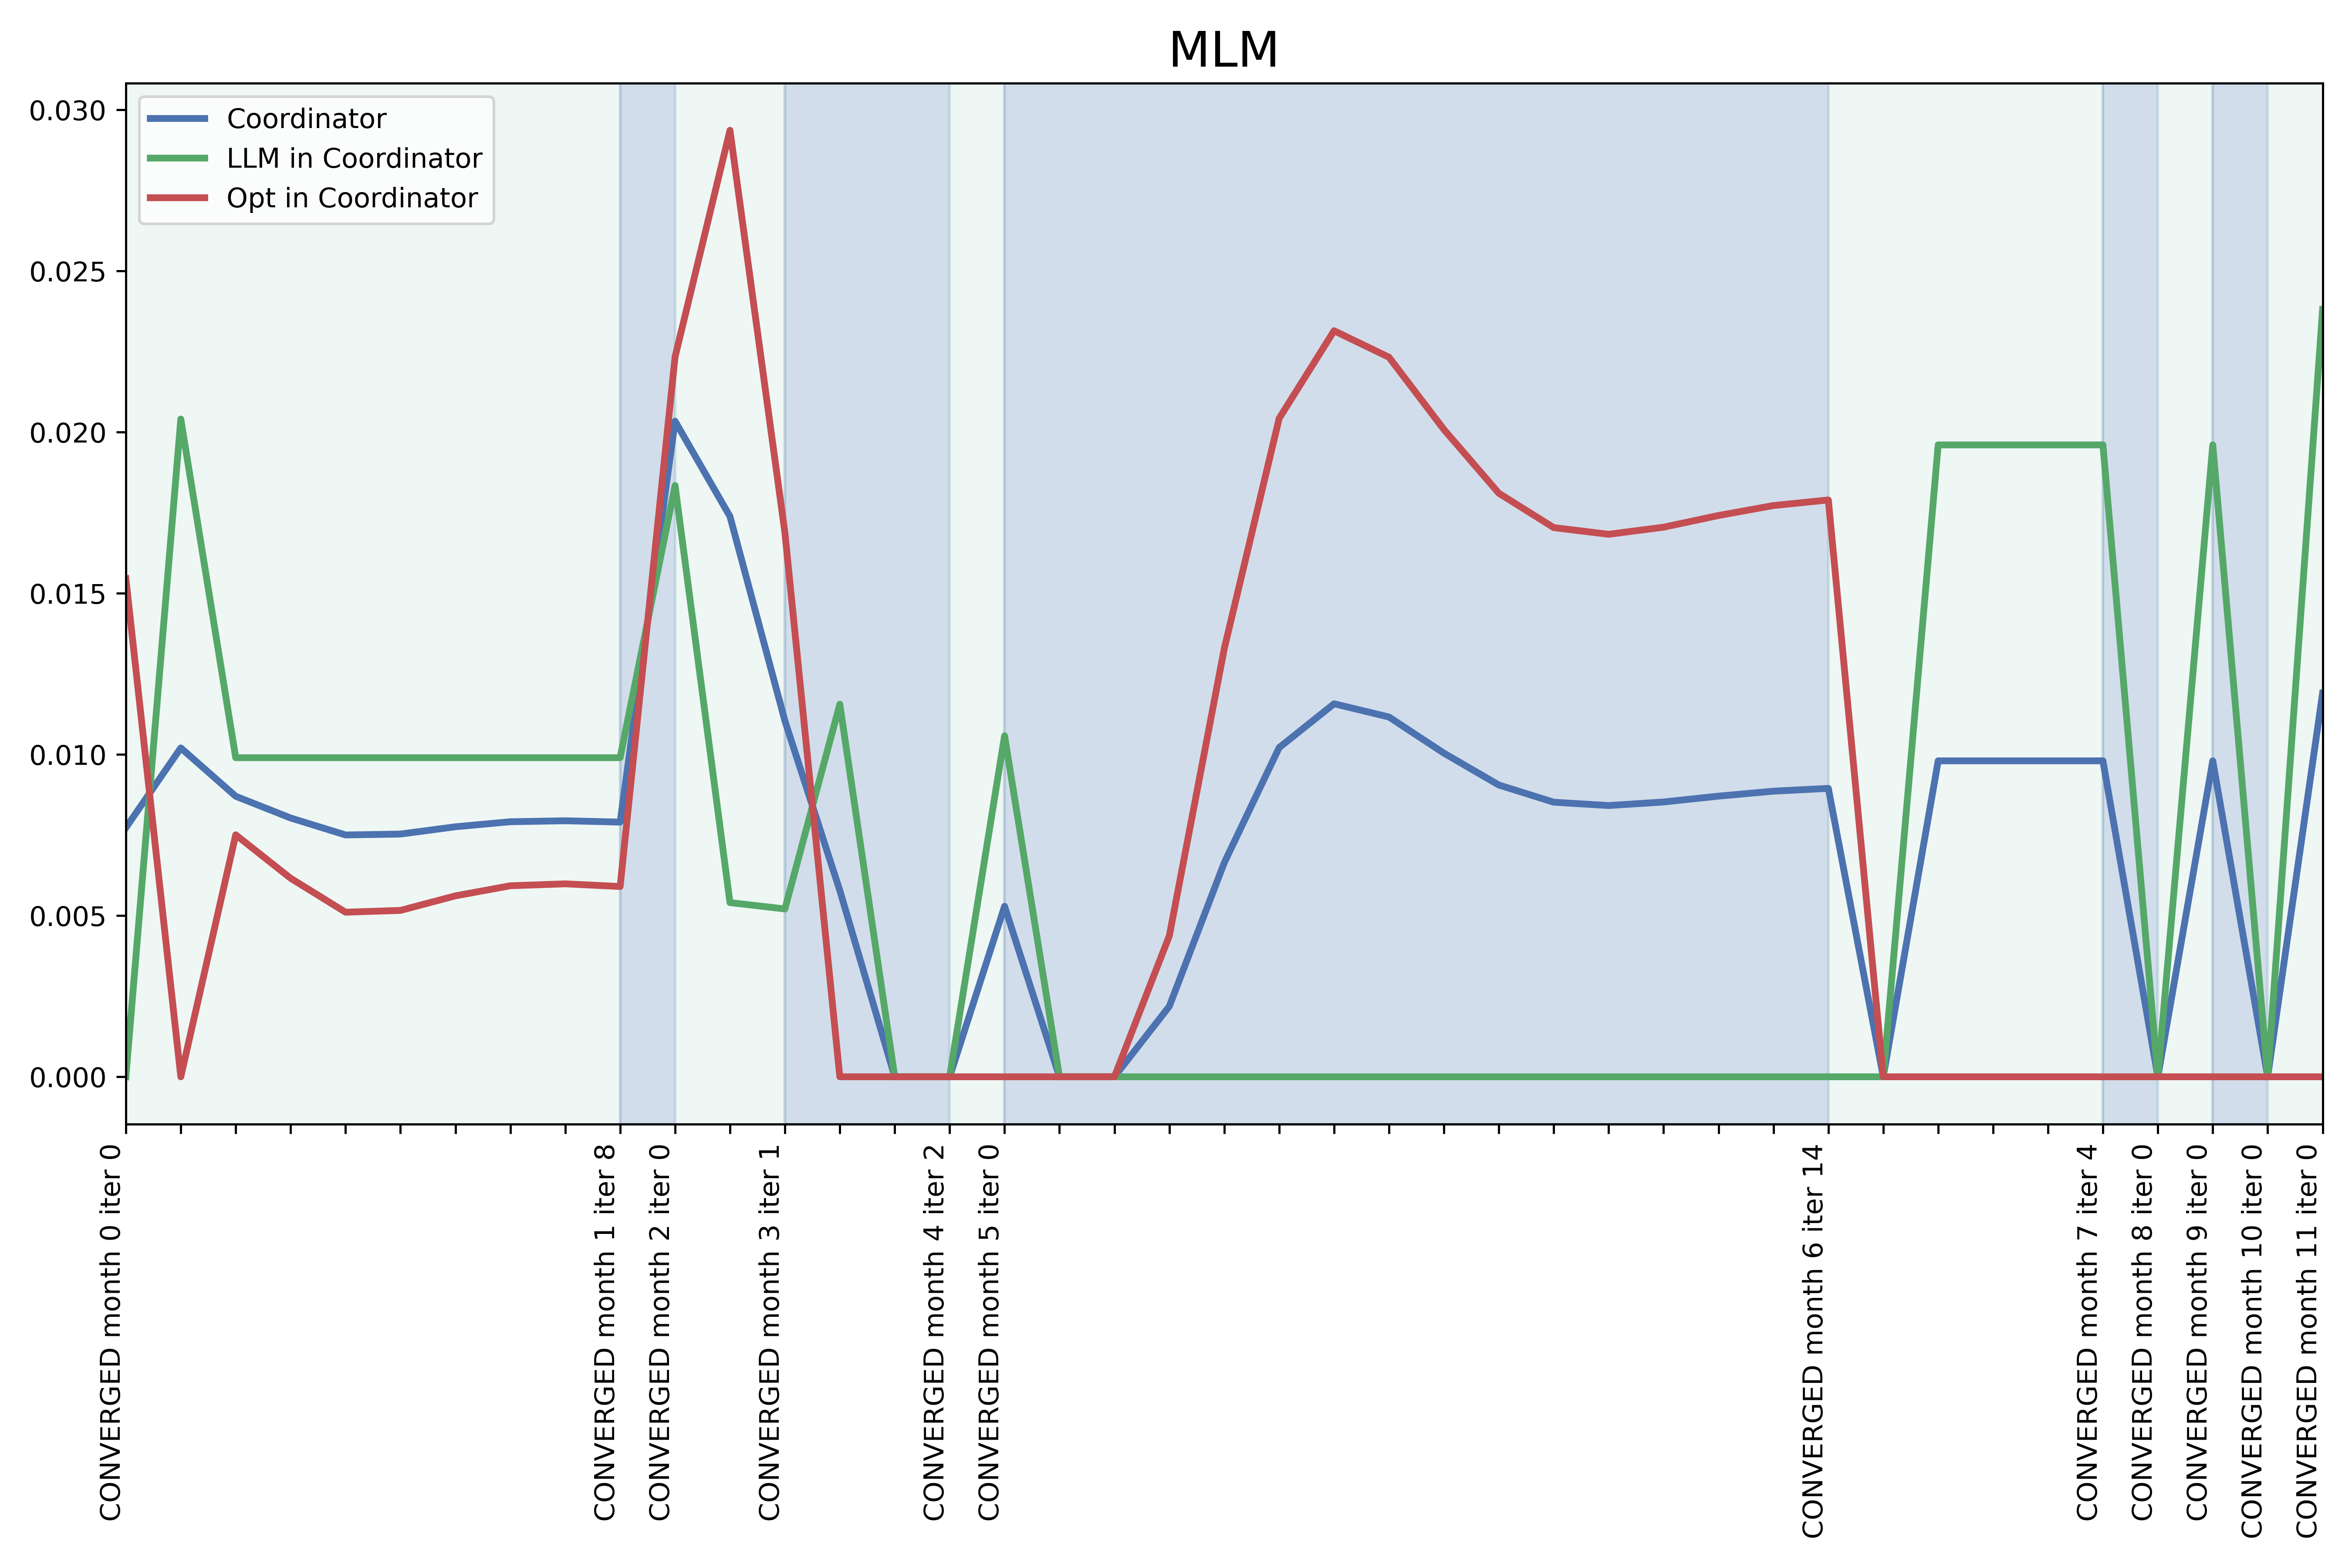 MLM
Coordinator
LLM in Coordinator
Opt in Coordinator
0.030
0.025
0.020
0.015
0.010
0.005
0.000
CONVERGED month 0 iter 0
CONVERGED month 1 iter 8
CONVERGED month 2 iter 0
CONVERGED month 3 iter 1
CONVERGED month 4 iter 2
CONVERGED month 5 iter 0
CONVERGED month 6 iter 14
CONVERGED month 7 iter 4
CONVERGED month 8 iter 0
CONVERGED month 9 iter 0
CONVERGED month 10 iter 0
CONVERGED month 11 iter 0